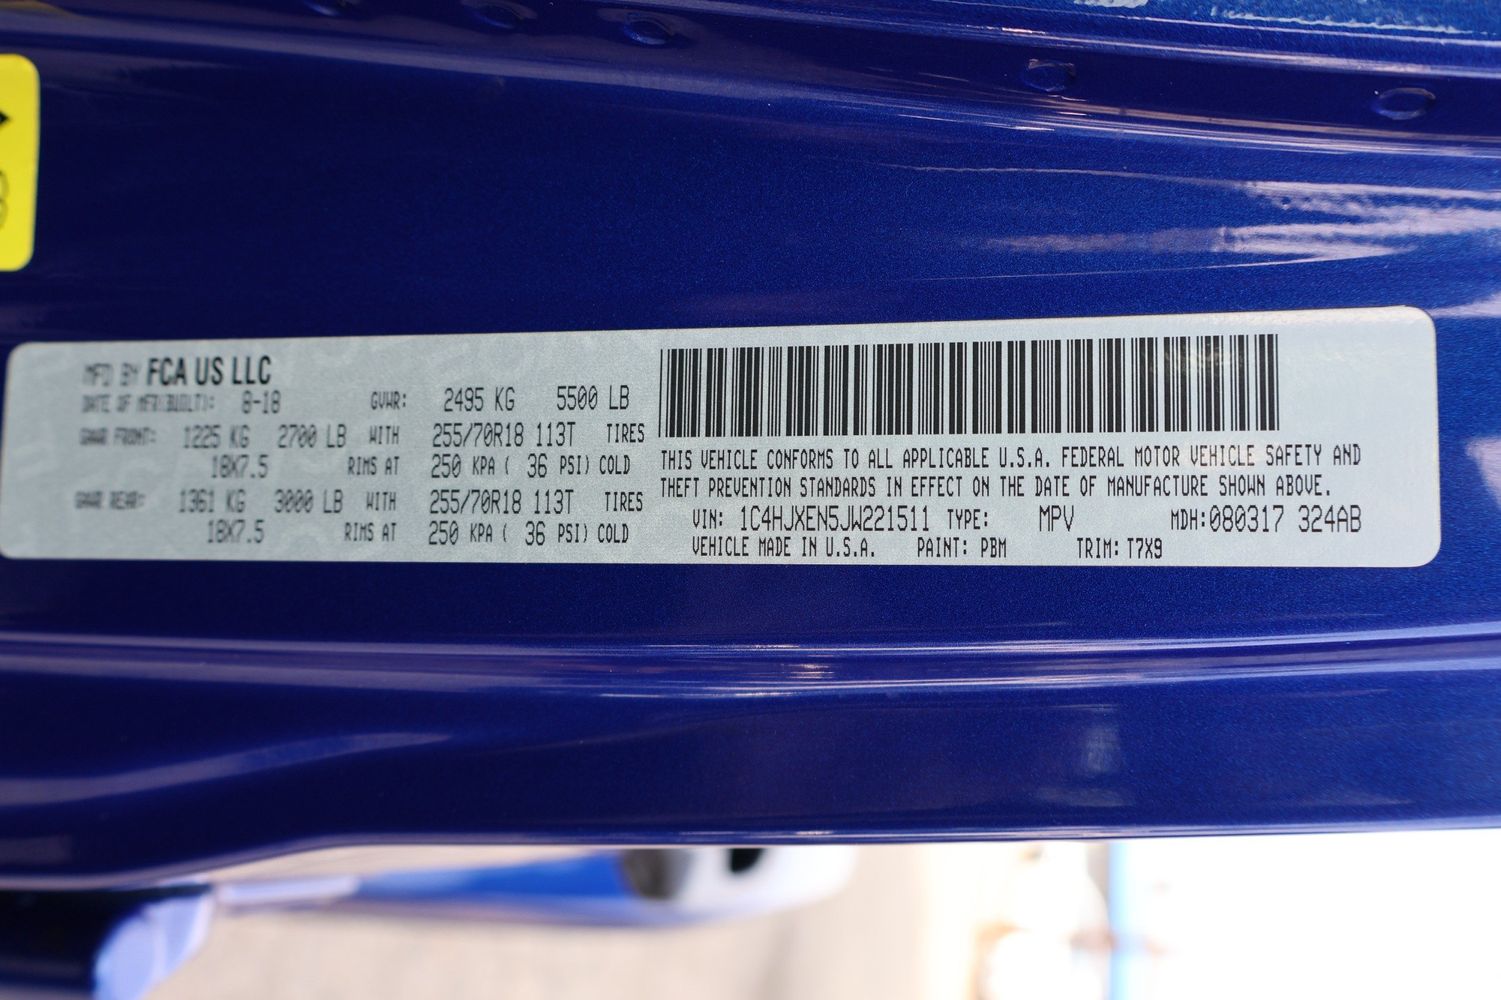 MFD BY FCA US LLC
DATE OF MFR(BUILT): 8-18 GVWR: 2495 KG 5500 LB
GAWR FRONT: 1225 KG 2700 LB WITH 255/70R18 113T TIRES
18X7.5 RIMS AT 250 KPA ( 36 PSI) COLD
GAWR REAR: 1361 KG 3000 LB WITH 255/70R18 113T TIRES
18X7.5 RIMS AT 250 KPA ( 36 PSI) COLD
THIS VEHICLE CONFORMS TO ALL APPLICABLE U.S.A. FEDERAL MOTOR VEHICLE SAFETY AND
THEFT PREVENTION STANDARDS IN EFFECT ON THE DATE OF MANUFACTURE SHOWN ABOVE.
VIN: 1C4HJXEN5JW221511 TYPE: MPV MDH:080317 324AB
VEHICLE MADE IN U.S.A. PAINT: PBM TRIM: T7X9